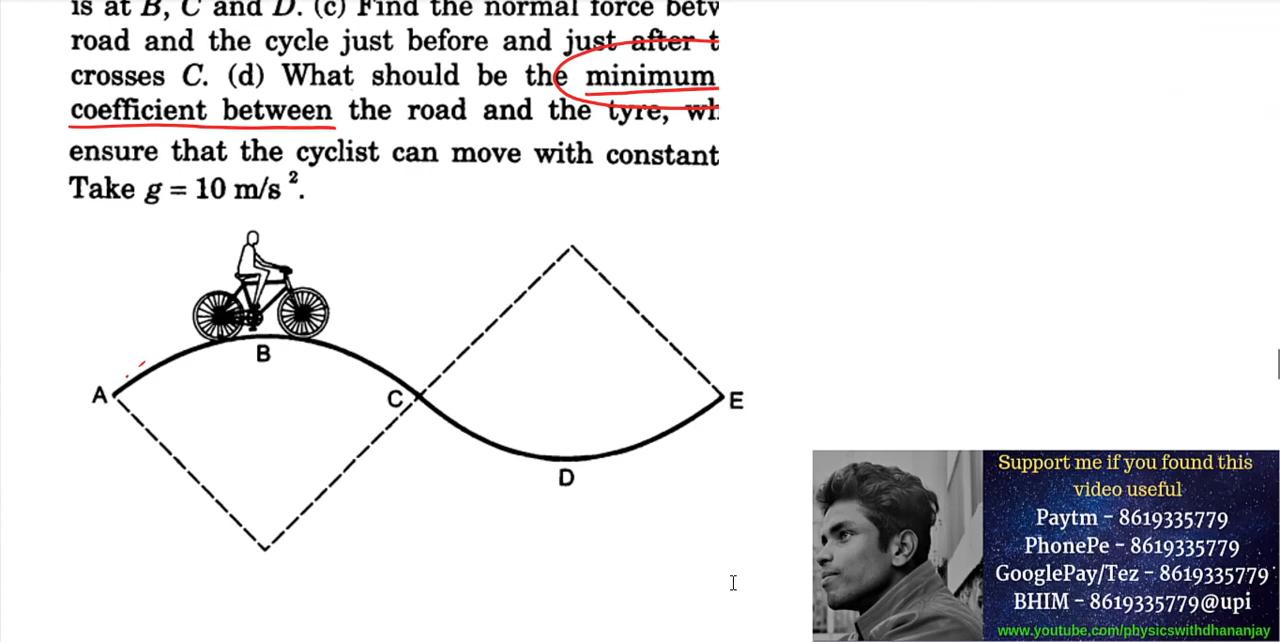 is at B, C and D. (c) Find the normal force
road and the cycle just before and just after
crosses C. (d) What should be the minimum
coefficient between the road and the tyre,
ensure that the cyclist can move with constant
Take g = 10 m/s ².
B
A
C
E
D
Support me if you found this
video useful
Paytm - 8619335779
PhonePe - 8619335779
GooglePay/Tez - 8619335779
BHIM - 8619335779@upi
www.youtube.com/physicswithdhananjay